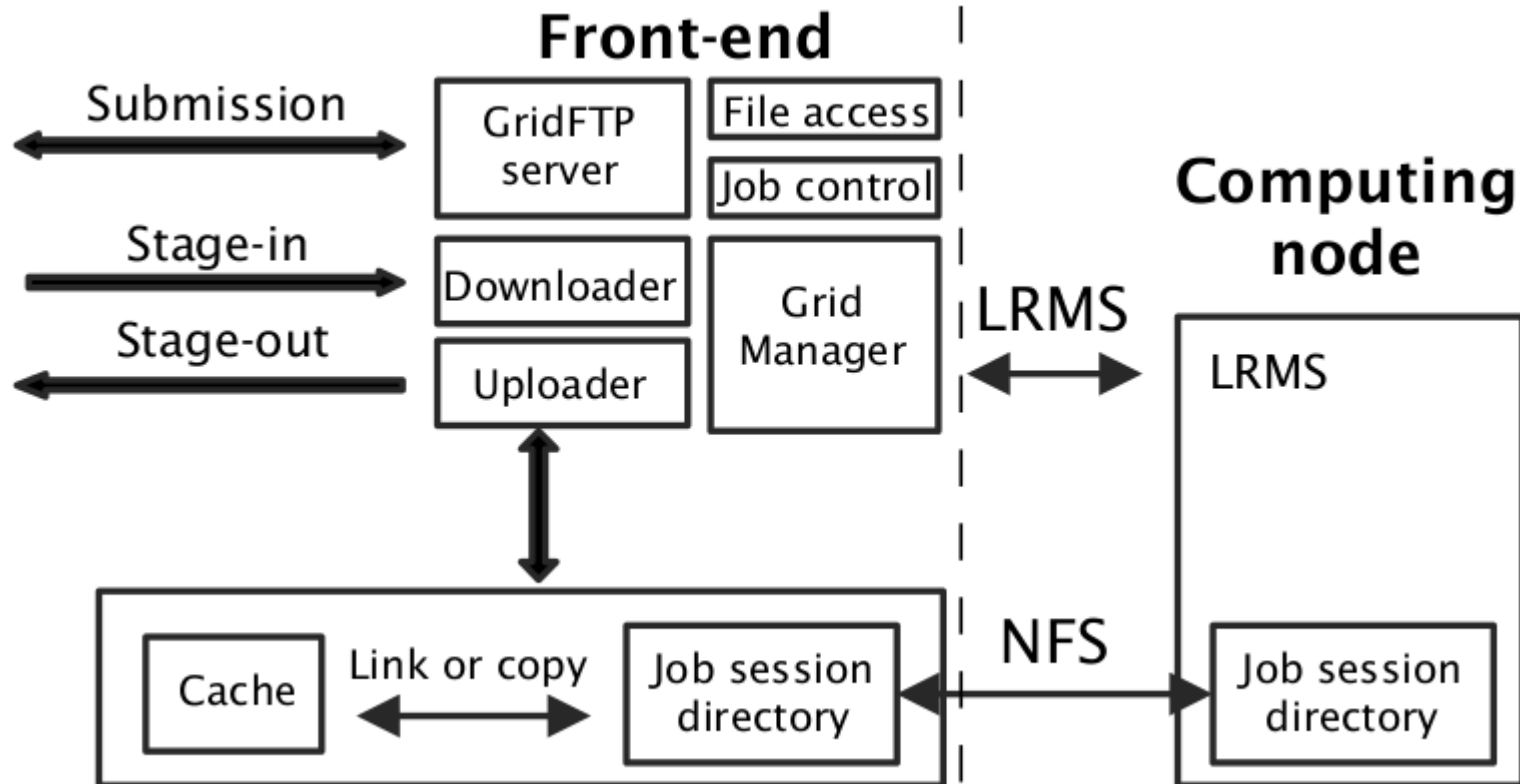 Front-end
Submission
GridFTP
server
File access
Job control
Computing
node
Stage-in
Downloader
Grid
Manager
LRMS
Stage-out
Uploader
LRMS
NFS
Cache
Link or copy
Job session
directory
Job session
directory